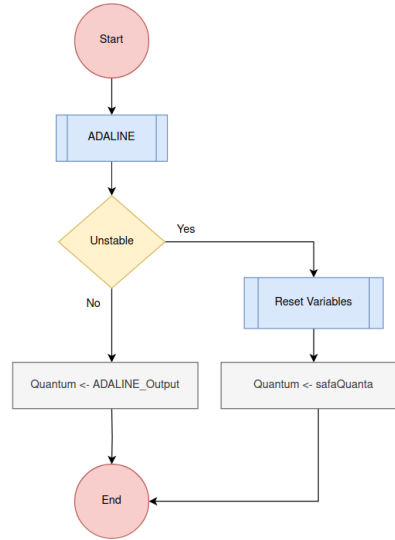 Start
ADALINE
Unstable
Yes
No
Reset Variables
Quantum <- ADALINE_Output
Quantum <- safaQuanta
End